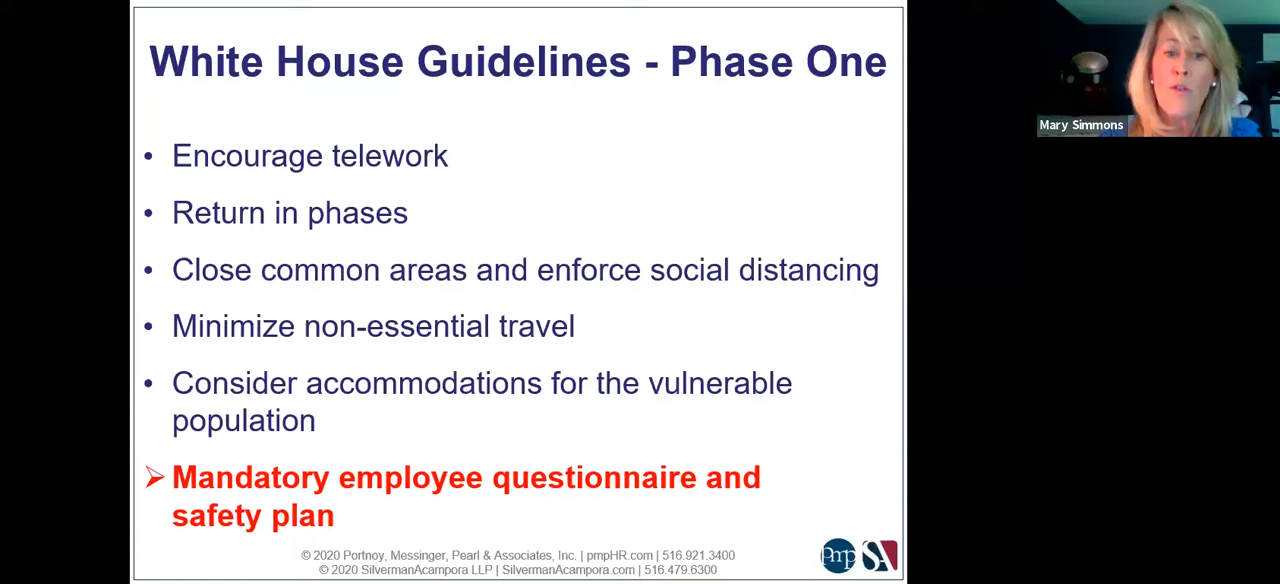 White House Guidelines - Phase One
Mary Simmons
• Encourage telework
• Return in phases
• Close common areas and enforce social distancing
• Minimize non-essential travel
• Consider accommodations for the vulnerable
population
➢ Mandatory employee questionnaire and
safety plan
© 2020 Portnoy, Messinger, Pearl & Associates, Inc. | pmpHR.com | 516.921.3400
© 2020 SilvermanAcampora LLP | SilvermanAcampora.com | 516.479.6300
pmp SA